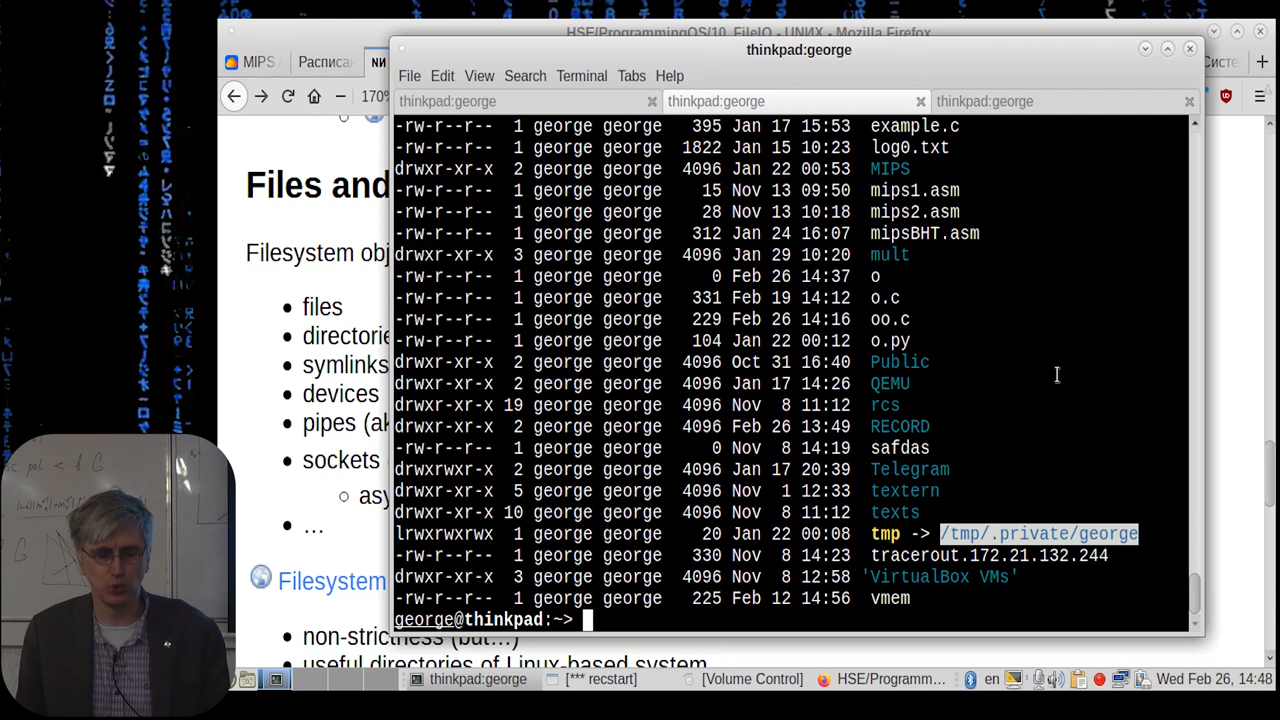 HSE/ProgrammingOS/10_FileIO - UNИX - Mozilla Firefox
thinkpad:george
MIPS
Расписан
ИИ
170%
File Edit View Search Terminal Tabs Help
thinkpad:george
thinkpad:george
thinkpad:george
-rw-r--r-- 1 george george 395 Jan 17 15:53 example.c
-rw-r--r-- 1 george george 1822 Jan 15 10:23 log0.txt
drwxr-xr-x 2 george george 4096 Jan 22 00:53 MIPS
-rw-r--r-- 1 george george 15 Nov 13 09:50 mips1.asm
-rw-r--r-- 1 george george 28 Nov 13 10:18 mips2.asm
-rw-r--r-- 1 george george 312 Jan 24 16:07 mipsBHT.asm
drwxr-xr-x 3 george george 4096 Jan 29 10:20 mult
-rw-r--r-- 1 george george 0 Feb 26 14:37 o
-rw-r--r-- 1 george george 331 Feb 19 14:12 o.c
-rw-r--r-- 1 george george 229 Feb 26 14:16 oo.c
-rw-r--r-- 1 george george 104 Jan 22 00:12 o.py
drwxr-xr-x 2 george george 4096 Oct 31 16:40 Public
drwxr-xr-x 2 george george 4096 Jan 17 14:26 QEMU
drwxr-xr-x 19 george george 4096 Nov 8 11:12 rcs
drwxr-xr-x 2 george george 4096 Feb 26 13:49 RECORD
-rw-r--r-- 1 george george 0 Nov 8 14:19 safdas
drwxrwxr-x 2 george george 4096 Jan 17 20:39 Telegram
drwxr-xr-x 5 george george 4096 Nov 1 12:33 textern
drwxr-xr-x 10 george george 4096 Nov 8 11:12 texts
lrwxrwxrwx 1 george george 20 Jan 22 00:08 tmp -> /tmp/.private/george
-rw-r--r-- 1 george george 330 Nov 8 14:23 tracerout.172.21.132.244
drwxr-xr-x 3 george george 4096 Nov 8 12:58 'VirtualBox VMs'
-rw-r--r-- 1 george george 225 Feb 12 14:56 vmem
george@thinkpad:~>
Files and
Filesystem obj
files
directorie
symlinks
devices
pipes (ak
sockets (
asy
...
Filesystem
non-strictness (but...)
useful directories of Linux-based system
thinkpad:george
[*** recstart]
[Volume Control]
HSE/Programm...
en
Wed Feb 26, 14:48